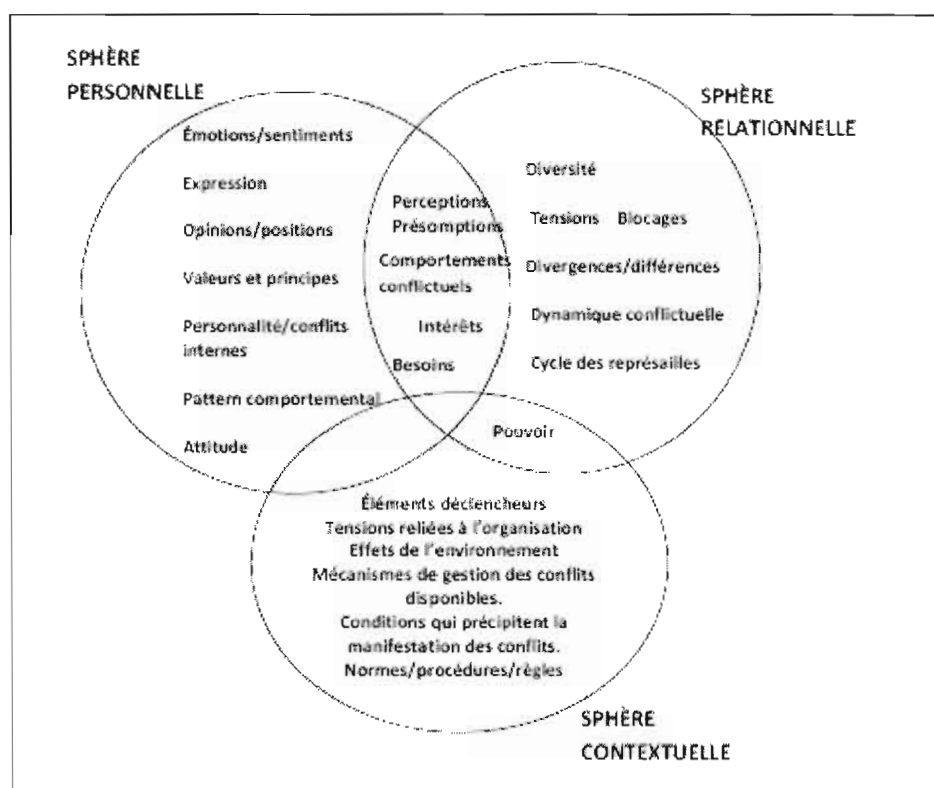 SPHÈRE
PERSONNELLE
Émotions/sentiments
Expression
Opinions/positions
Valeurs et principes
Personnalité/conflits
internes
Pattern comportemental
Attitude
Perceptions
Présomptions
Comportements
conflictuels
Intérêts
Besoins
SPHÈRE
RELATIONNELLE
Diversité
Tensions Blocages
Divergences/différences
Dynamique conflictuelle
Cycle des représailles
Pouvoir
Éléments déclencheurs
Tensions reliées à l'organisation
Effets de l'environnement
Mécanismes de gestion des conflits
disponibles.
Conditions qui précipitent la
manifestation des conflits.
Normes/procédures/règles
SPHÈRE
CONTEXTUELLE